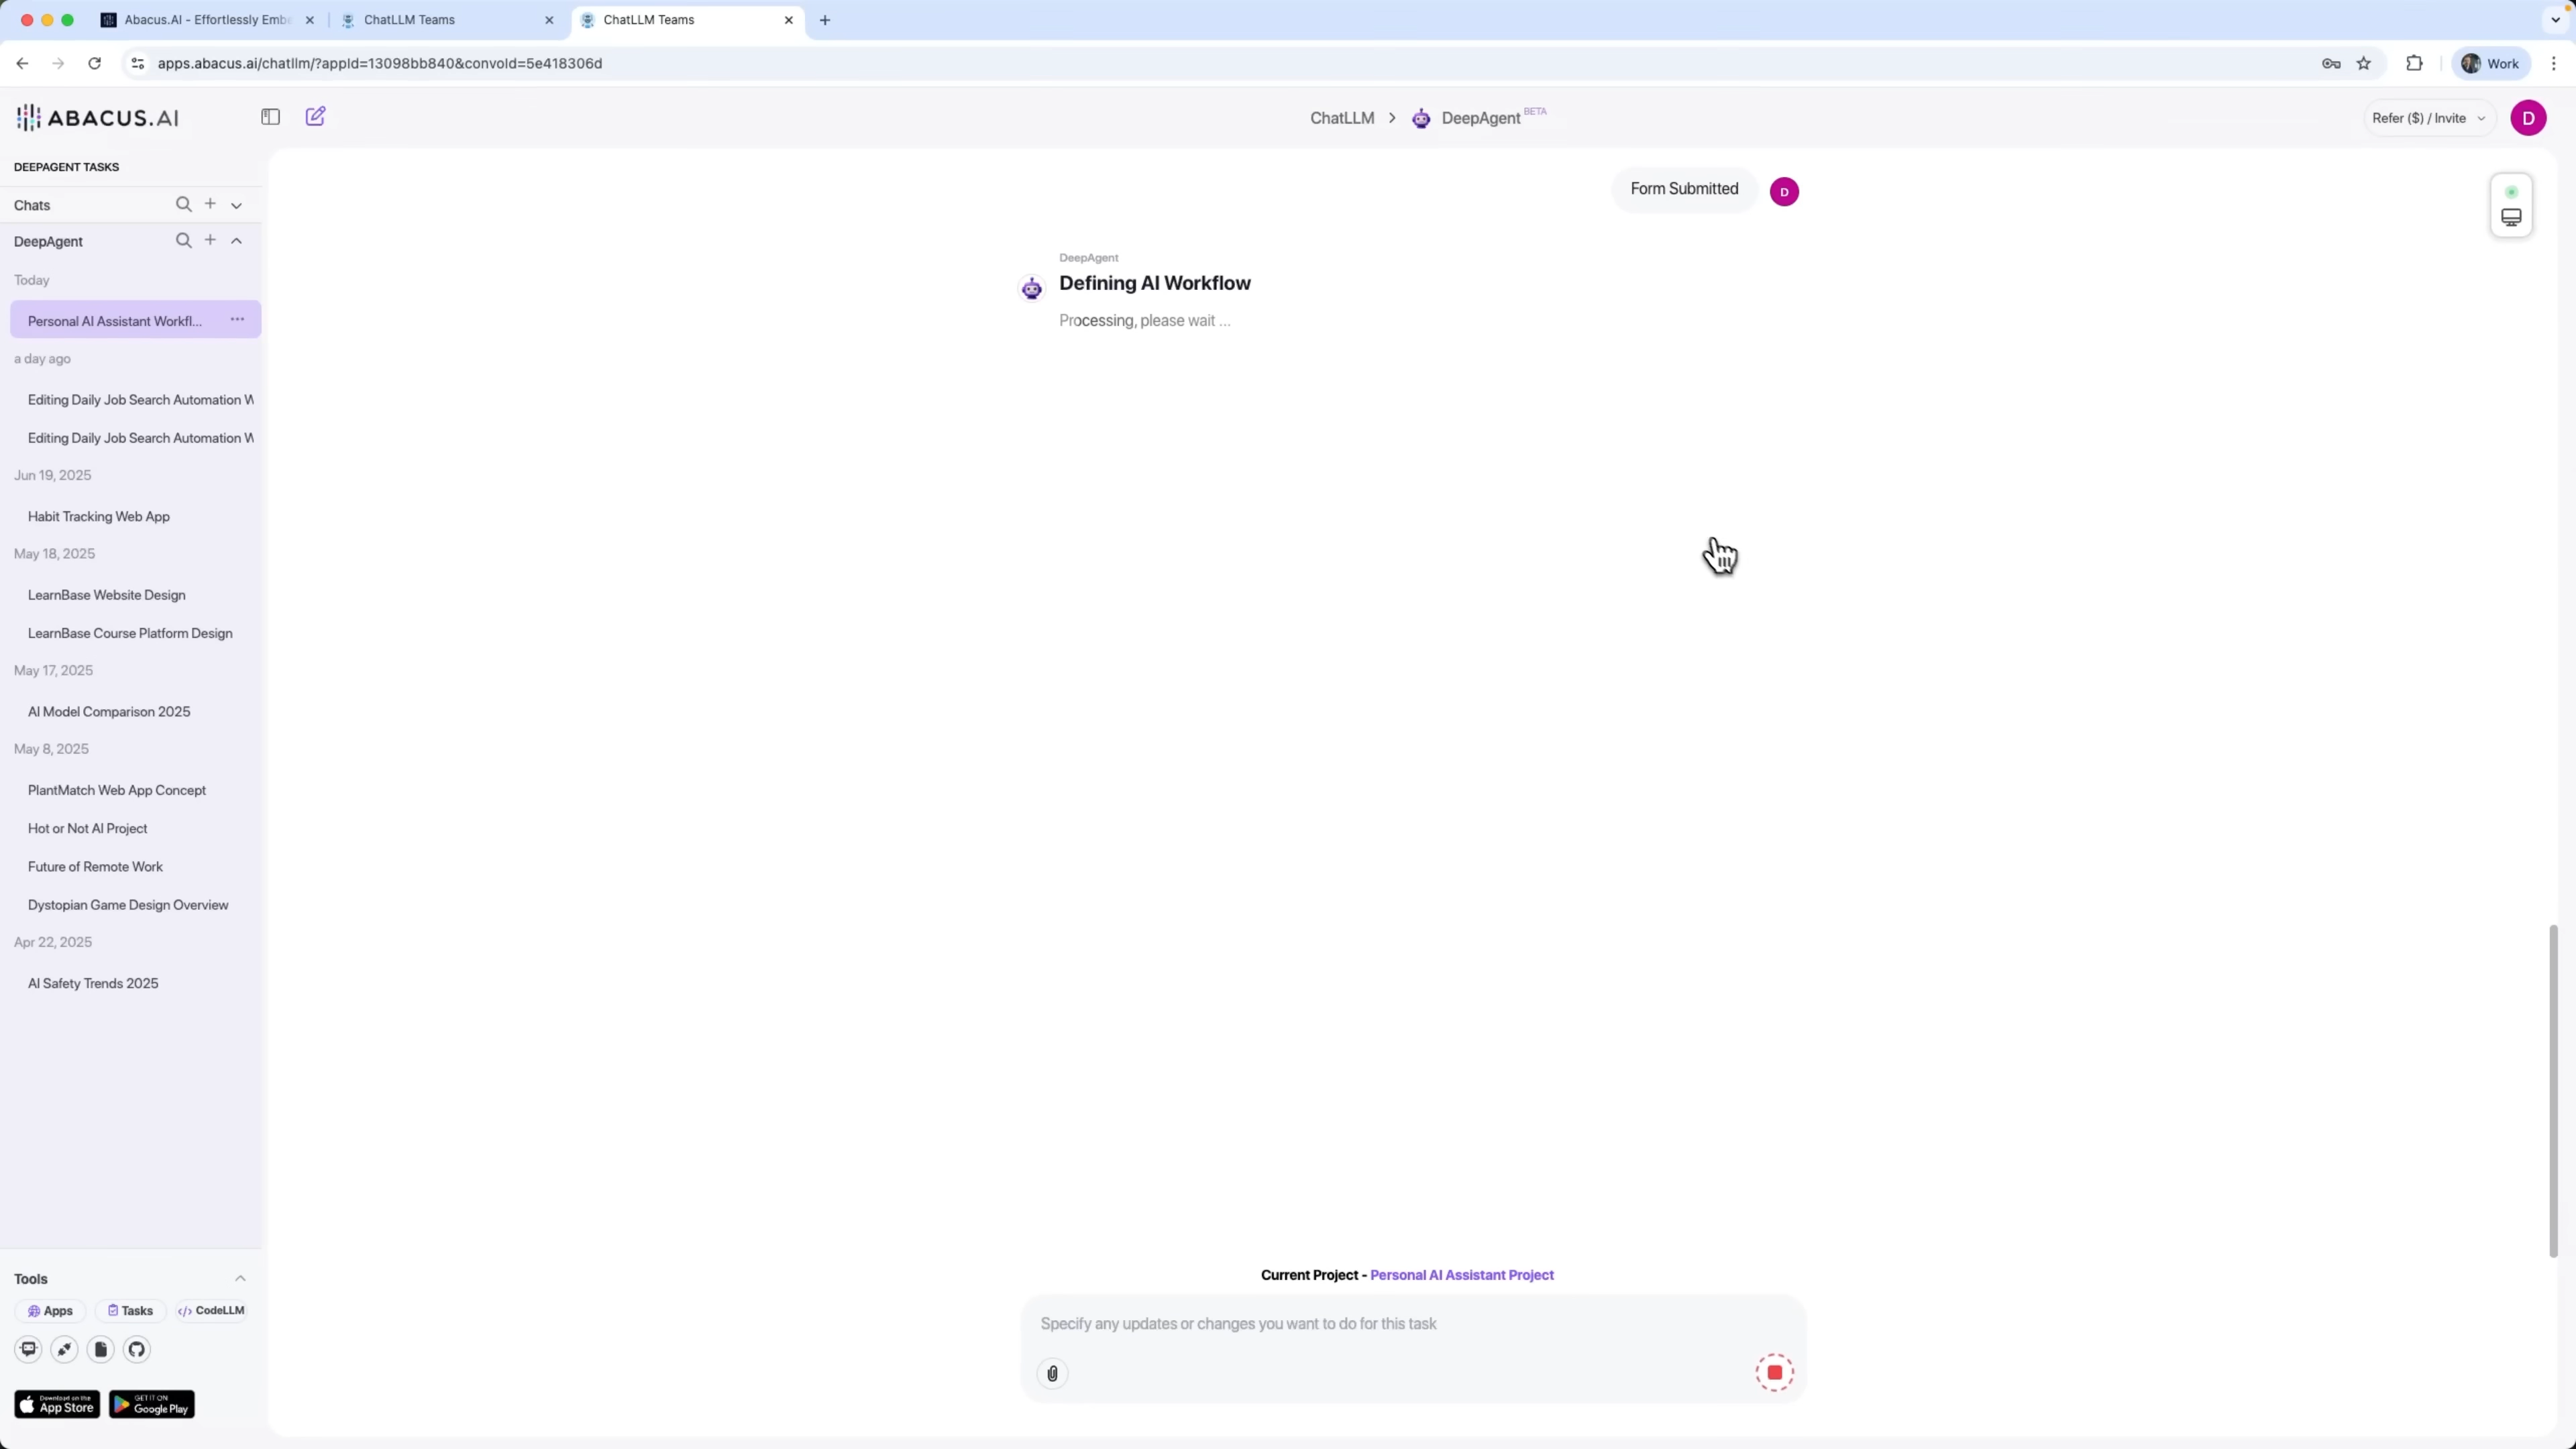 Abacus.AI - Effortlessly Embe
ChatLLM Teams
ChatLLM Teams
apps.abacus.ai/chatllm/?appId=13098bb840&convoId=5e418306d
Work
ABACUS.AI
ChatLLM > DeepAgent BETA
Refer ($) / Invite
D
DEEPAGENT TASKS
Chats
DeepAgent
Today
Personal AI Assistant Workfl...
a day ago
Editing Daily Job Search Automation W
Editing Daily Job Search Automation W
Jun 19, 2025
Habit Tracking Web App
May 18, 2025
LearnBase Website Design
LearnBase Course Platform Design
May 17, 2025
AI Model Comparison 2025
May 8, 2025
PlantMatch Web App Concept
Hot or Not AI Project
Future of Remote Work
Dystopian Game Design Overview
Apr 22, 2025
AI Safety Trends 2025
Tools
Apps
Tasks
</> CodeLLM
Download on the
App Store
GET IT ON
Google Play
Form Submitted
D
DeepAgent
Defining AI Workflow
Processing, please wait ...
Current Project - Personal AI Assistant Project
Specify any updates or changes you want to do for this task